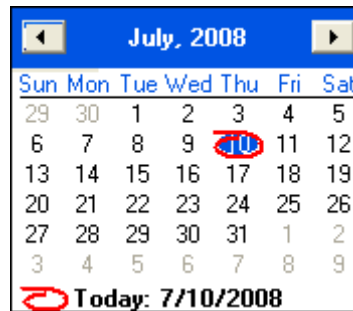 July, 2008
Sun Mon Tue Wed Thu Fri Sat
29 30 1 2 3 4 5
6 7 8 9 10 11 12
13 14 15 16 17 18 19
20 21 22 23 24 25 26
27 28 29 30 31 1 2
3 4 5 6 7 8 9
Today: 7/10/2008